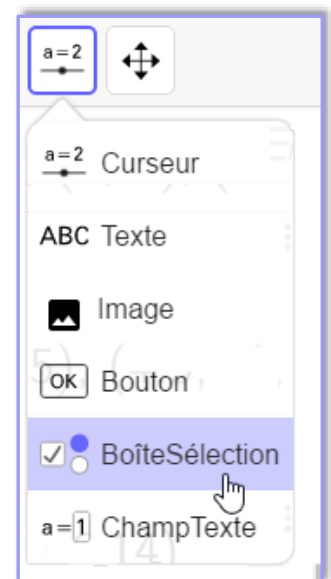 a=2
a=2 Curseur
ABC Texte
Image
OK Bouton
BoîteSélection
a=1 ChampTexte